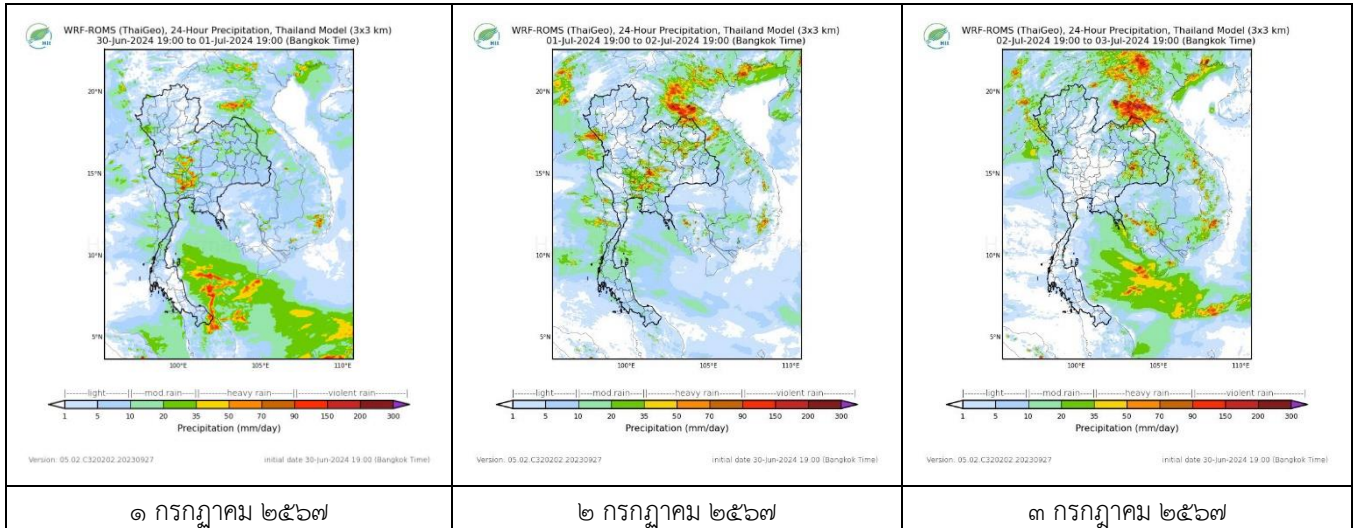 WRF-ROMS (ThaiGeo), 24-Hour Precipitation, Thailand Model (3x3 km)
30-Jun-2024 19:00 to 01-Jul-2024 19:00 (Bangkok Time)
HII
20°N
15°N
10°N
5°N
100°E 105°E 110°E
light mod rain heavy rain violent rain
1 5 10 20 35 50 70 90 150 200 300
Precipitation (mm/day)
Version: 05.02.C320202.20230927 initial date 30-Jun-2024 19:00 (Bangkok Time)
๑ กรกฎาคม ๒๕๖๗
WRF-ROMS (ThaiGeo), 24-Hour Precipitation, Thailand Model (3x3 km)
01-Jul-2024 19:00 to 02-Jul-2024 19:00 (Bangkok Time)
HII
20°N
15°N
10°N
5°N
100°E 105°E 110°E
light mod rain heavy rain violent rain
1 5 10 20 35 50 70 90 150 200 300
Precipitation (mm/day)
Version: 05.02.C320202.20230927 initial date 30-Jun-2024 19:00 (Bangkok Time)
๒ กรกฎาคม ๒๕๖๗
WRF-ROMS (ThaiGeo), 24-Hour Precipitation, Thailand Model (3x3 km)
02-Jul-2024 19:00 to 03-Jul-2024 19:00 (Bangkok Time)
HII
20°N
15°N
10°N
5°N
100°E 105°E 110°E
light mod rain heavy rain violent rain
1 5 10 20 35 50 70 90 150 200 300
Precipitation (mm/day)
Version: 05.02.C320202.20230927 initial date 30-Jun-2024 19:00 (Bangkok Time)
๓ กรกฎาคม ๒๕๖๗